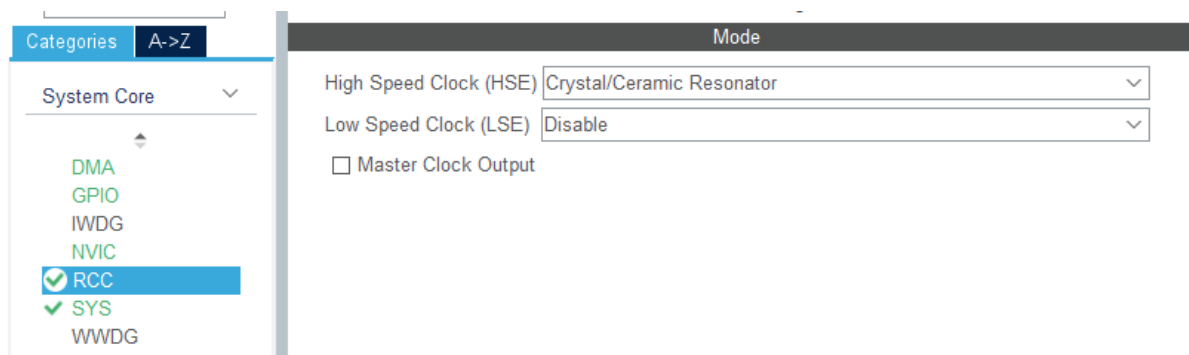 Categories
A->Z
System Core
DMA
GPIO
IWDG
NVIC
RCC
SYS
WWDG
Mode
High Speed Clock (HSE) Crystal/Ceramic Resonator
Low Speed Clock (LSE) Disable
Master Clock Output